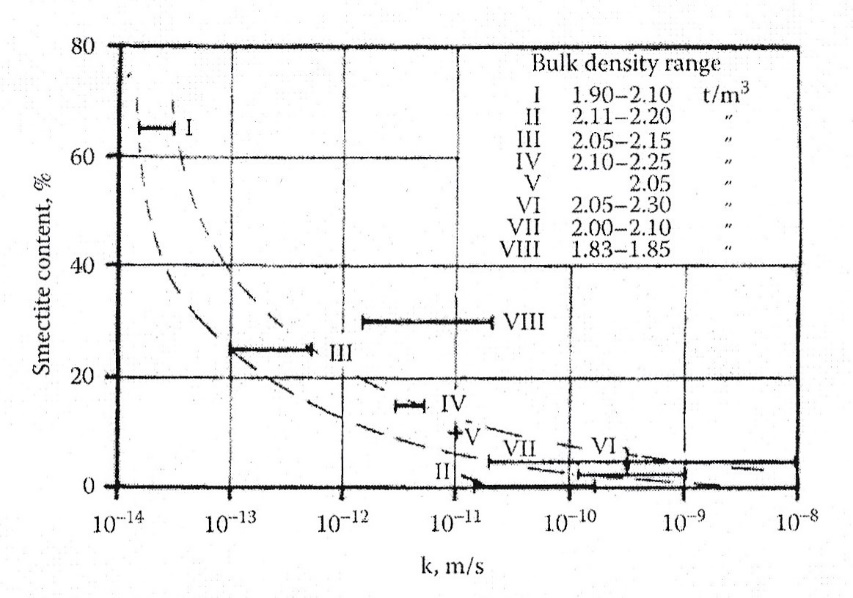 80
60
40
20
0
Smectite content, %
Bulk density range
I 1.90–2.10 t/m³
II 2.11–2.20 ″
III 2.05–2.15 ″
IV 2.10–2.25 ″
V 2.05 ″
VI 2.05–2.30 ″
VII 2.00–2.10 ″
VIII 1.83–1.85 ″
I
VIII
III
IV
V
VII
VI
II
10⁻¹⁴ 10⁻¹³ 10⁻¹² 10⁻¹¹ 10⁻¹⁰ 10⁻⁹ 10⁻⁸
k, m/s